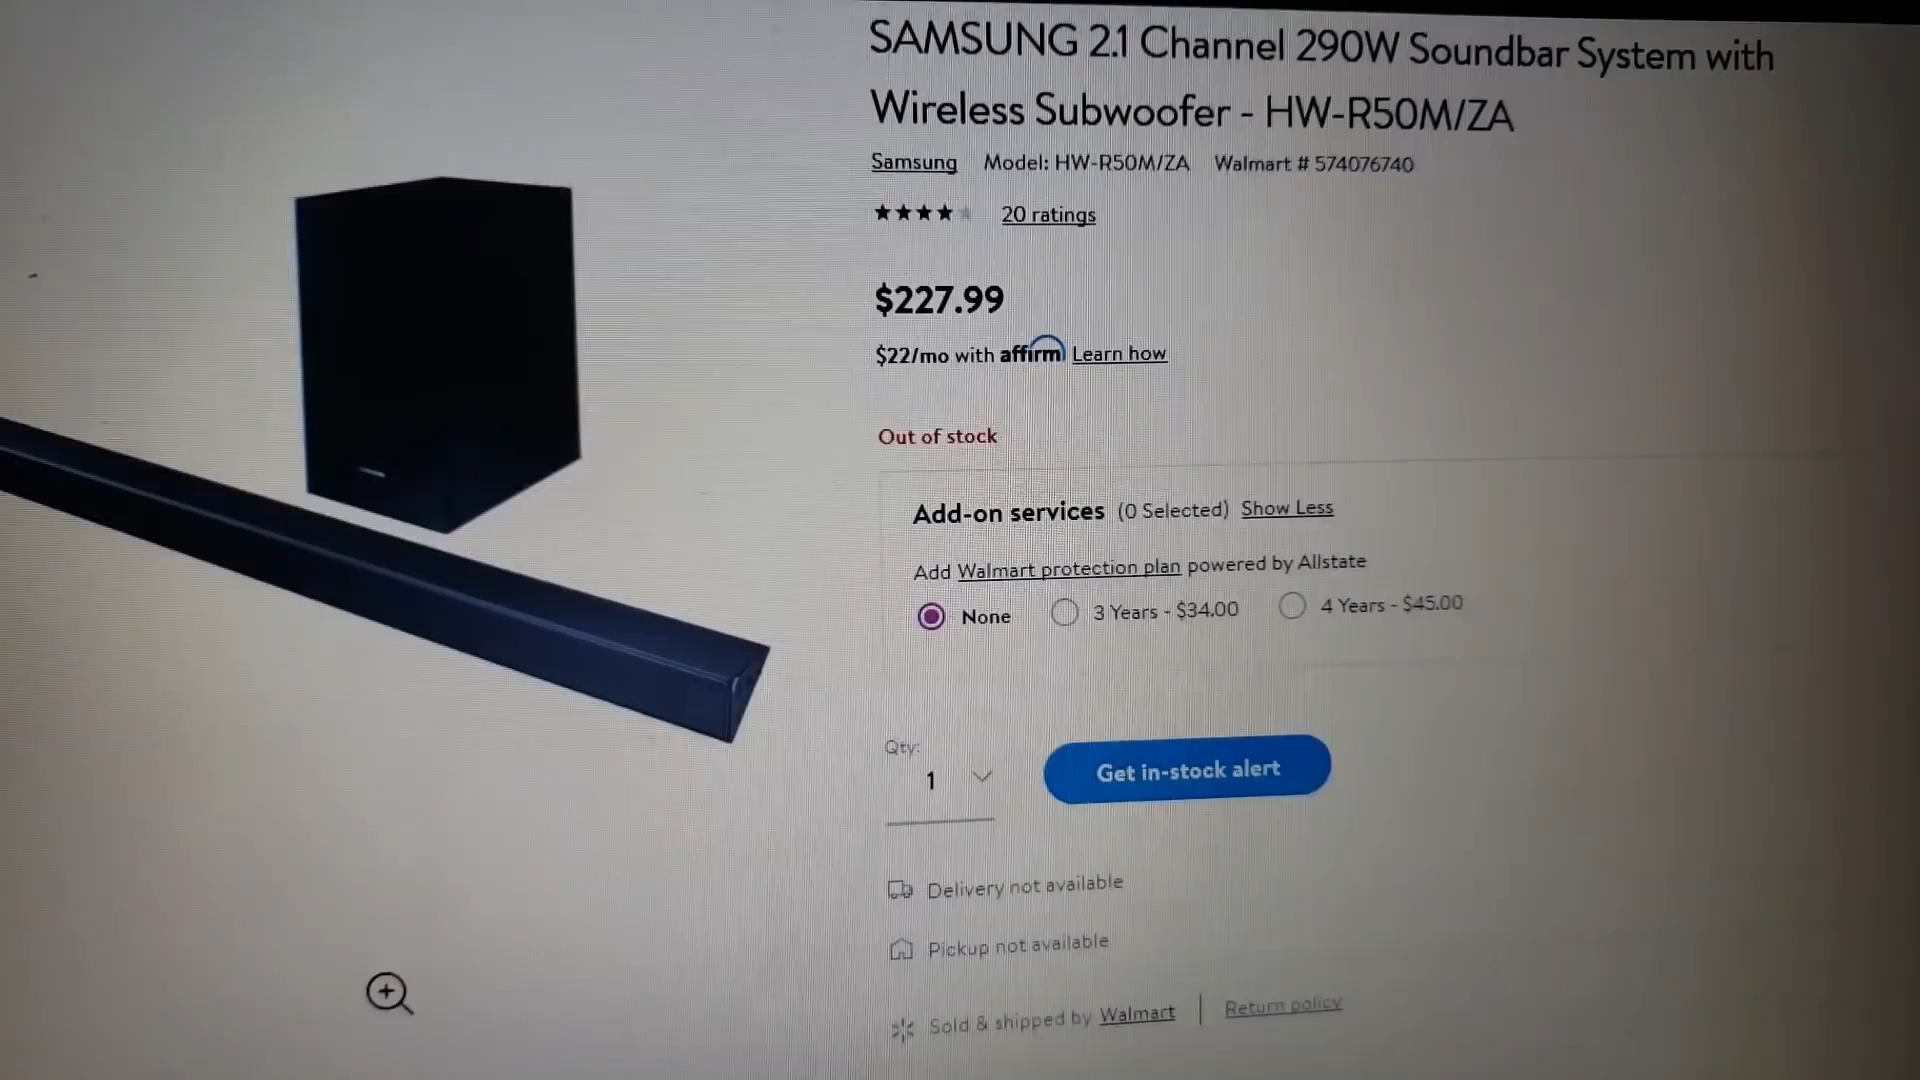 SAMSUNG 2.1 Channel 290W Soundbar System with
Wireless Subwoofer - HW-R50M/ZA
Samsung Model: HW-R50M/ZA Walmart # 574076740
20 ratings
$227.99
$22/mo with affirm Learn how
Out of stock
Add-on services (0 Selected) Show Less
Add Walmart protection plan powered by Allstate
None 3 Years - $34.00 4 Years - $45.00
Qty:
1 Get in-stock alert
Delivery not available
Pickup not available
Sold & shipped by Walmart | Return policy